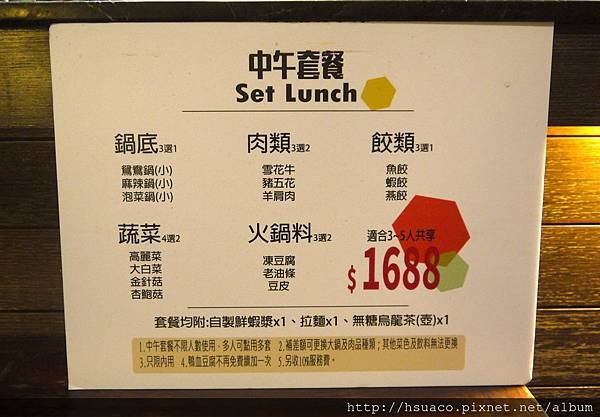 中午套餐
Set Lunch
鍋底3選1
鴛鴦鍋(小)
麻辣鍋(小)
泡菜鍋(小)
肉類3選2
雪花牛
豬五花
羊肩肉
餃類3選1
魚餃
蝦餃
燕餃
蔬菜4選2
高麗菜
大白菜
金針菇
杏鮑菇
火鍋料3選2
凍豆腐
老油條
豆皮
適合3~5人共享
$1688
套餐均附:自製鮮蝦漿x1、拉麵x1、無糖烏龍茶(壺)x1
1.中午套餐不限人數使用,多人可點用多套 2.補差額可更換大鍋及肉品種類;其他菜色及飲料無法更換
3.只限內用 4.鴨血豆腐不再免費續加一次 5.另收10%服務費。
http://hsuaco.pixnet.net/album